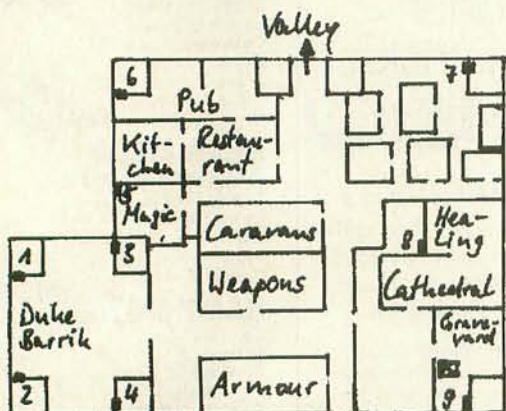 Valley
6
7
Pub
Kit-
chen
Restau-
rant
5
Magic
Caravans
Weapons
Armour
1
3
Duke
Barrik
2
4
8
Hea-
ling
Cathedral
Grave-
yard
9